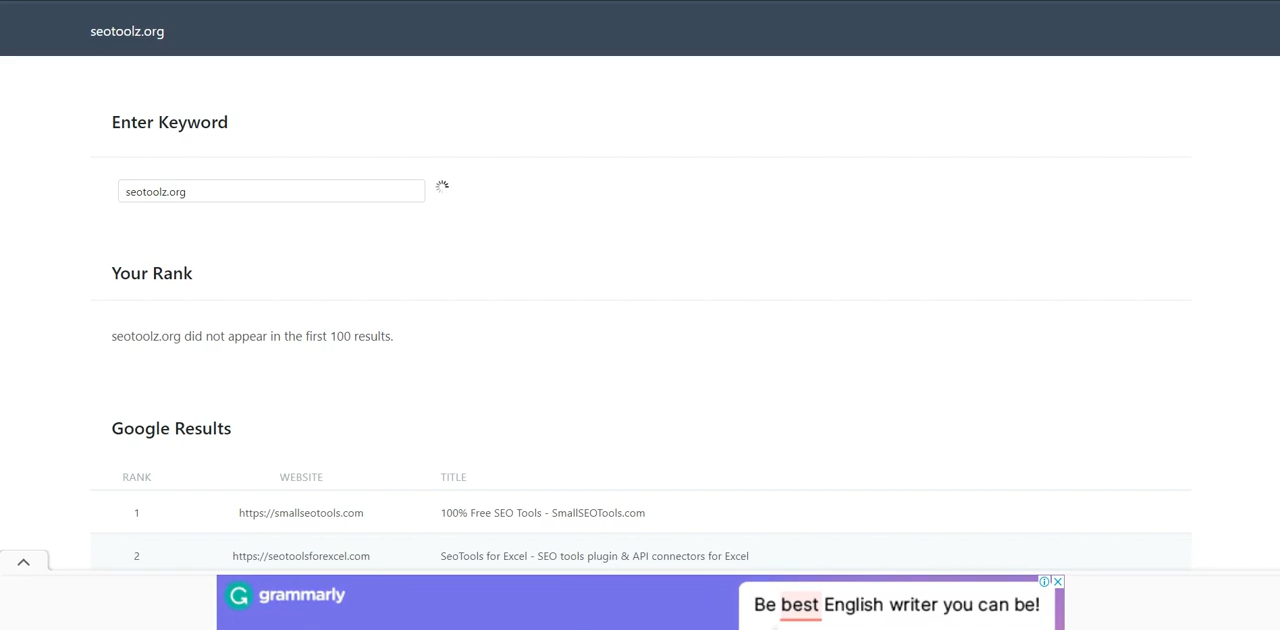 seotoolz.org
Enter Keyword
seotoolz.org
Your Rank
seotoolz.org did not appear in the first 100 results.
Google Results
RANK WEBSITE TITLE
1 https://smallseotools.com 100% Free SEO Tools - SmallSEOTools.com
2 https://seotoolsforexcel.com SeoTools for Excel - SEO tools plugin & API connectors for Excel
grammarly
Be best English writer you can be!